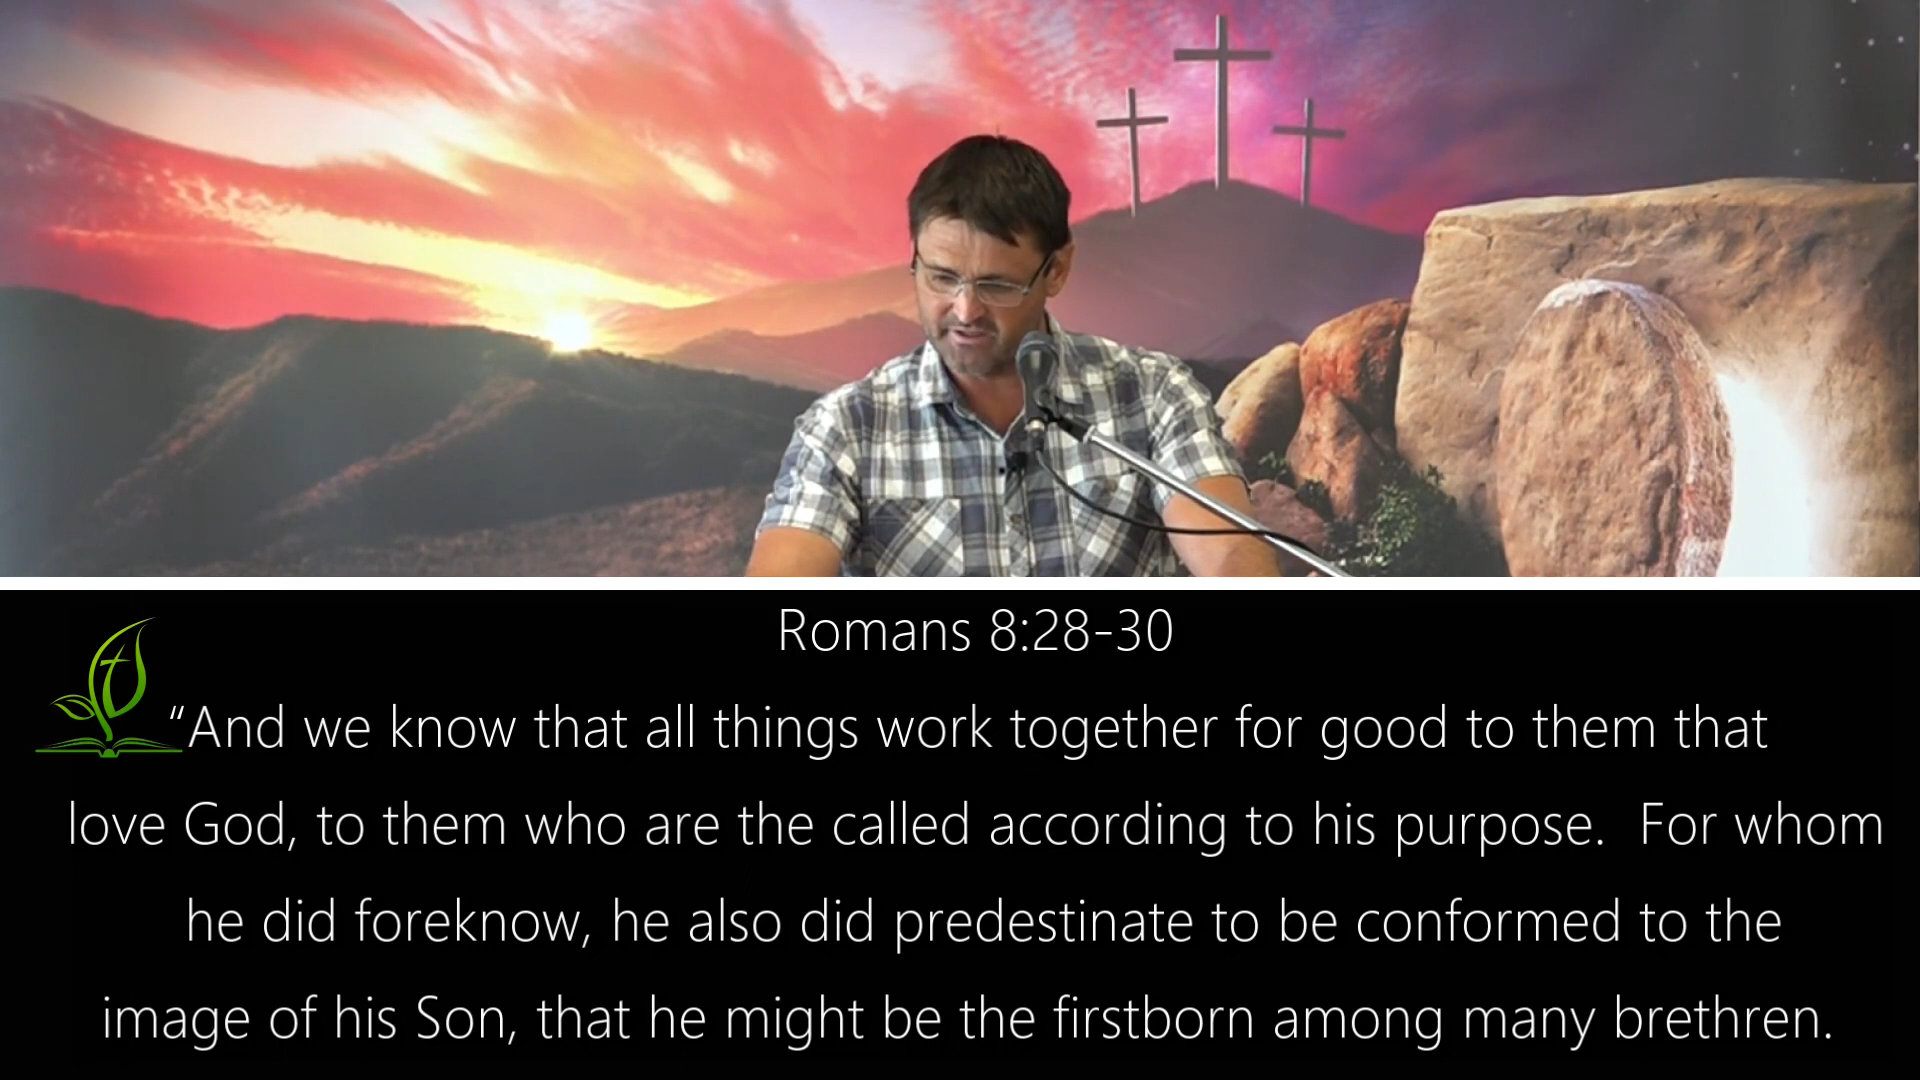 Romans 8:28-30
“And we know that all things work together for good to them that
love God, to them who are the called according to his purpose.  For whom
he did foreknow, he also did predestinate to be conformed to the
image of his Son, that he might be the firstborn among many brethren.